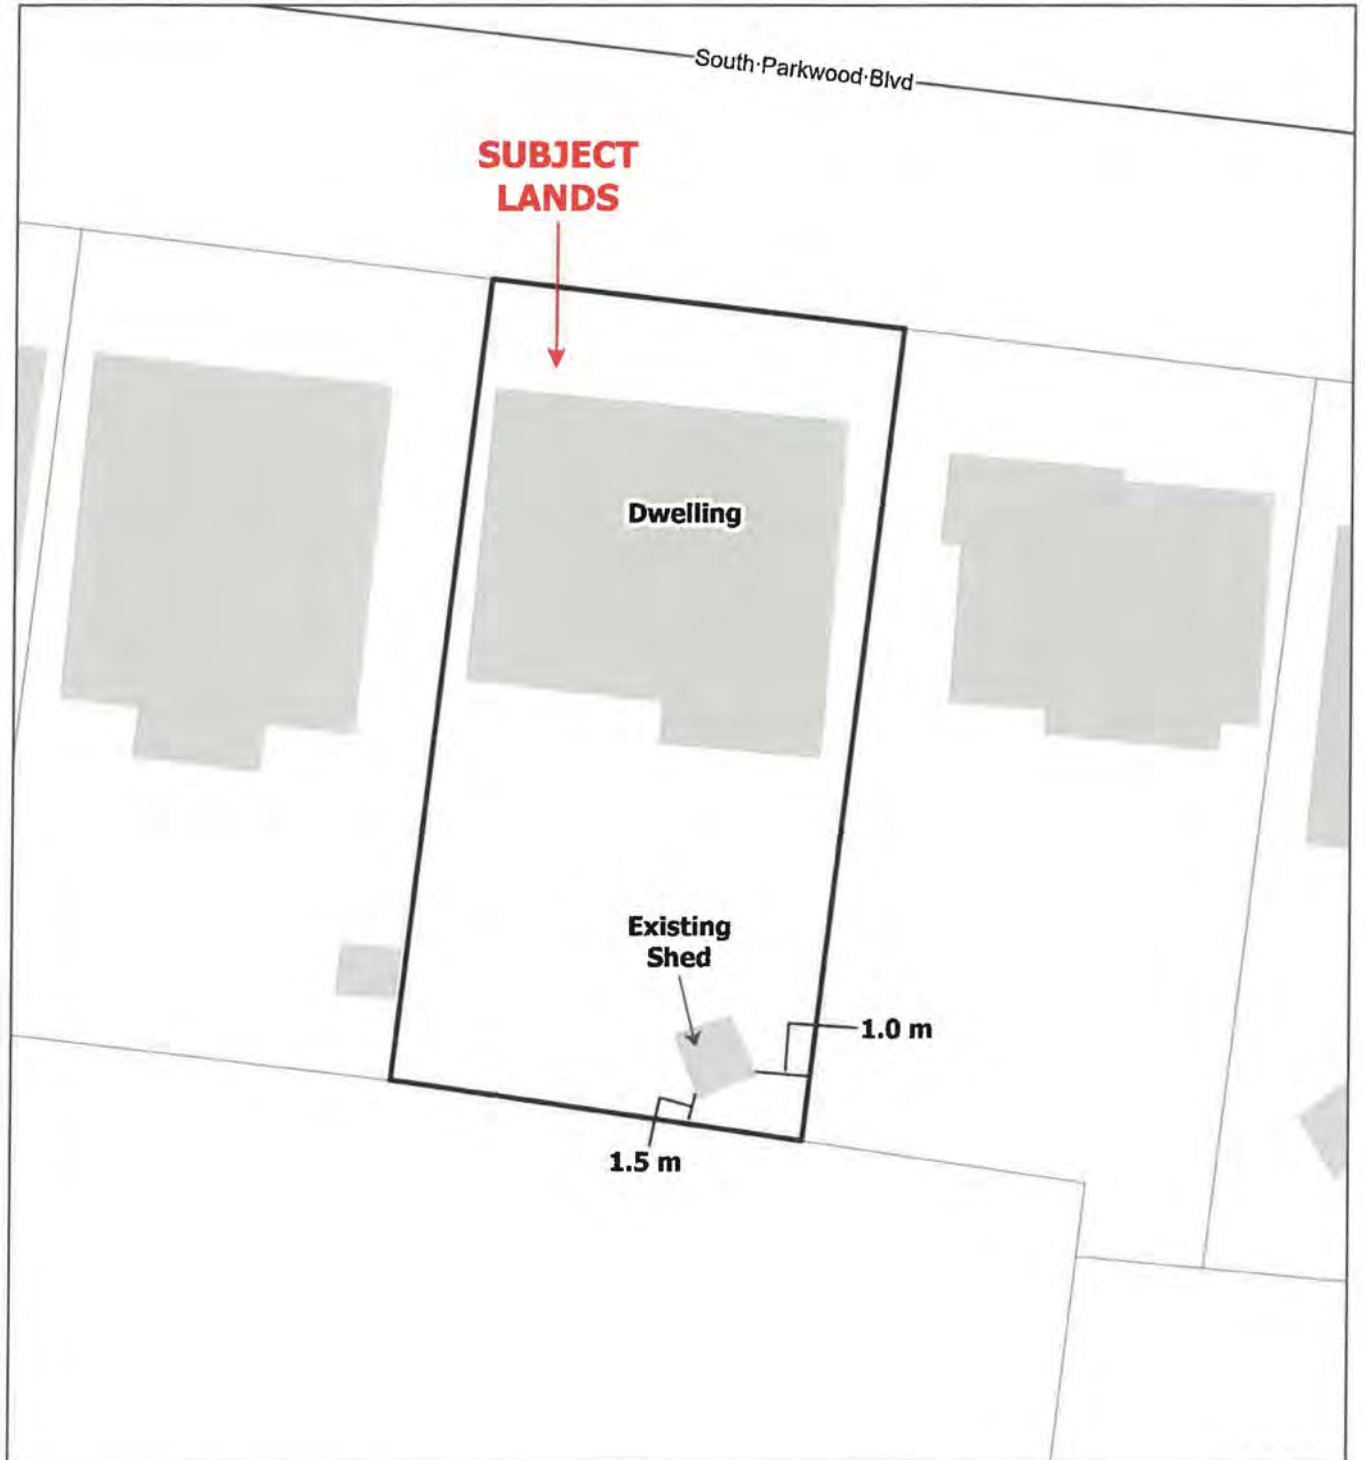 South Parkwood Blvd
SUBJECT
LANDS
Dwelling
Existing
Shed
1.0 m
1.5 m